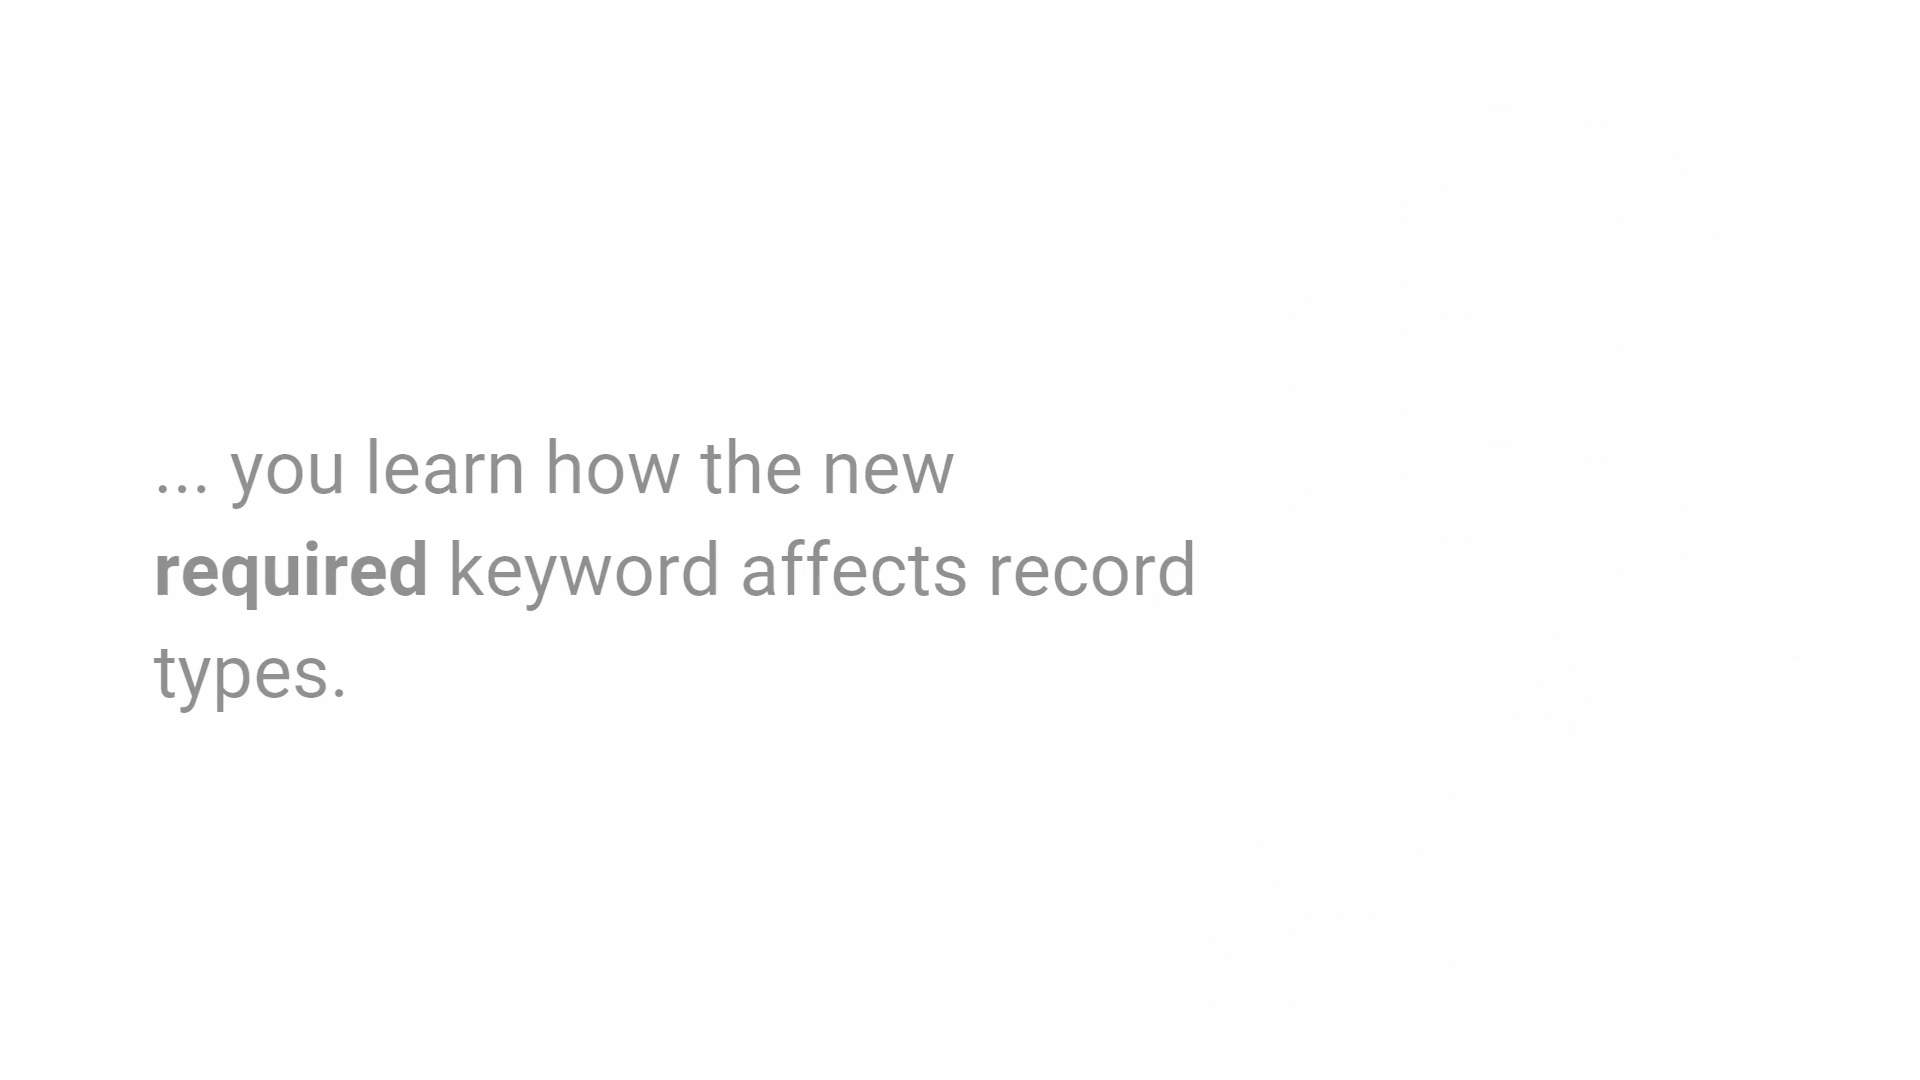 ... you learn how the new
required keyword affects record
types.